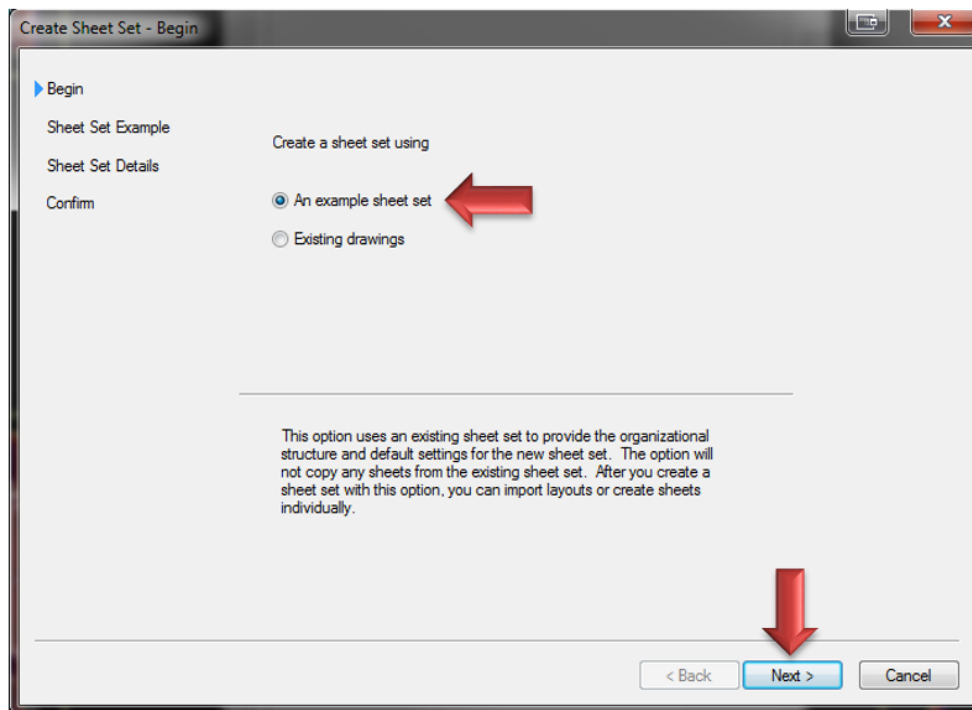 Create Sheet Set - Begin
Begin
Sheet Set Example
Sheet Set Details
Confirm
Create a sheet set using
An example sheet set
Existing drawings
This option uses an existing sheet set to provide the organizational
structure and default settings for the new sheet set.  The option will
not copy any sheets from the existing sheet set.  After you create a
sheet set with this option, you can import layouts or create sheets
individually.
< Back
Next >
Cancel